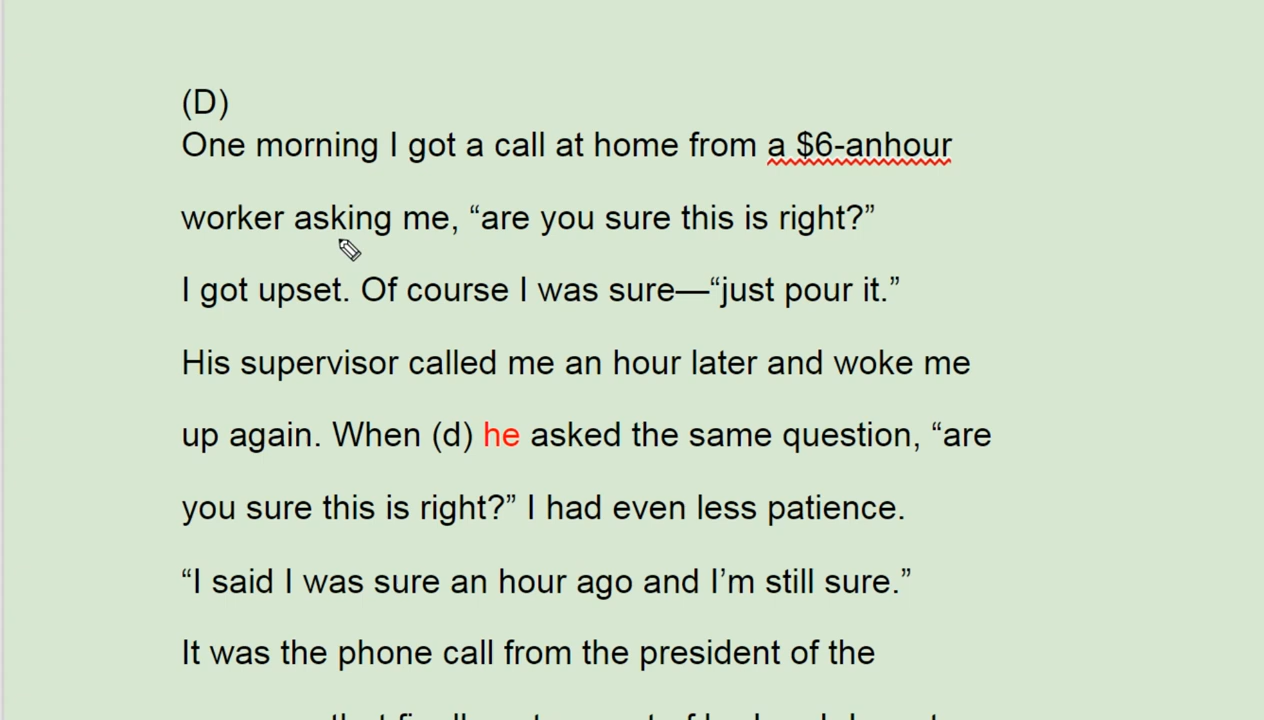 (D)
One morning I got a call at home from a $6-anhour
worker asking me, “are you sure this is right?”
I got upset. Of course I was sure—“just pour it.”
His supervisor called me an hour later and woke me
up again. When (d) he asked the same question, “are
you sure this is right?” I had even less patience.
“I said I was sure an hour ago and I’m still sure.”
It was the phone call from the president of the